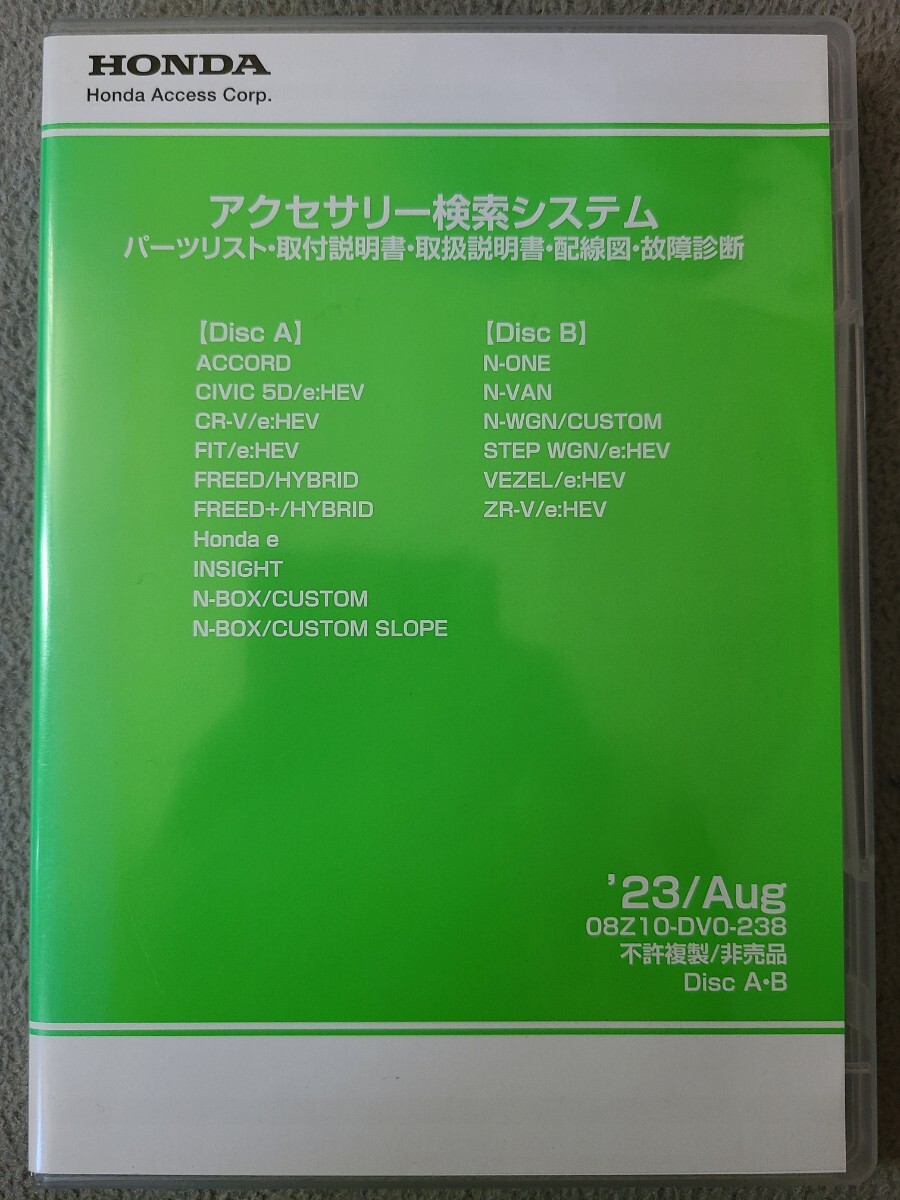 HONDA
Honda Access Corp.
アクセサリー検索システム
パーツリスト・取付説明書・取扱説明書・配線図・故障診断
【Disc A】
ACCORD
CIVIC 5D/e:HEV
CR-V/e:HEV
FIT/e:HEV
FREED/HYBRID
FREED+/HYBRID
Honda e
INSIGHT
N-BOX/CUSTOM
N-BOX/CUSTOM SLOPE
【Disc B】
N-ONE
N-VAN
N-WGN/CUSTOM
STEP WGN/e:HEV
VEZEL/e:HEV
ZR-V/e:HEV
’23/Aug
08Z10-DV0-238
不許複製/非売品
Disc A・B